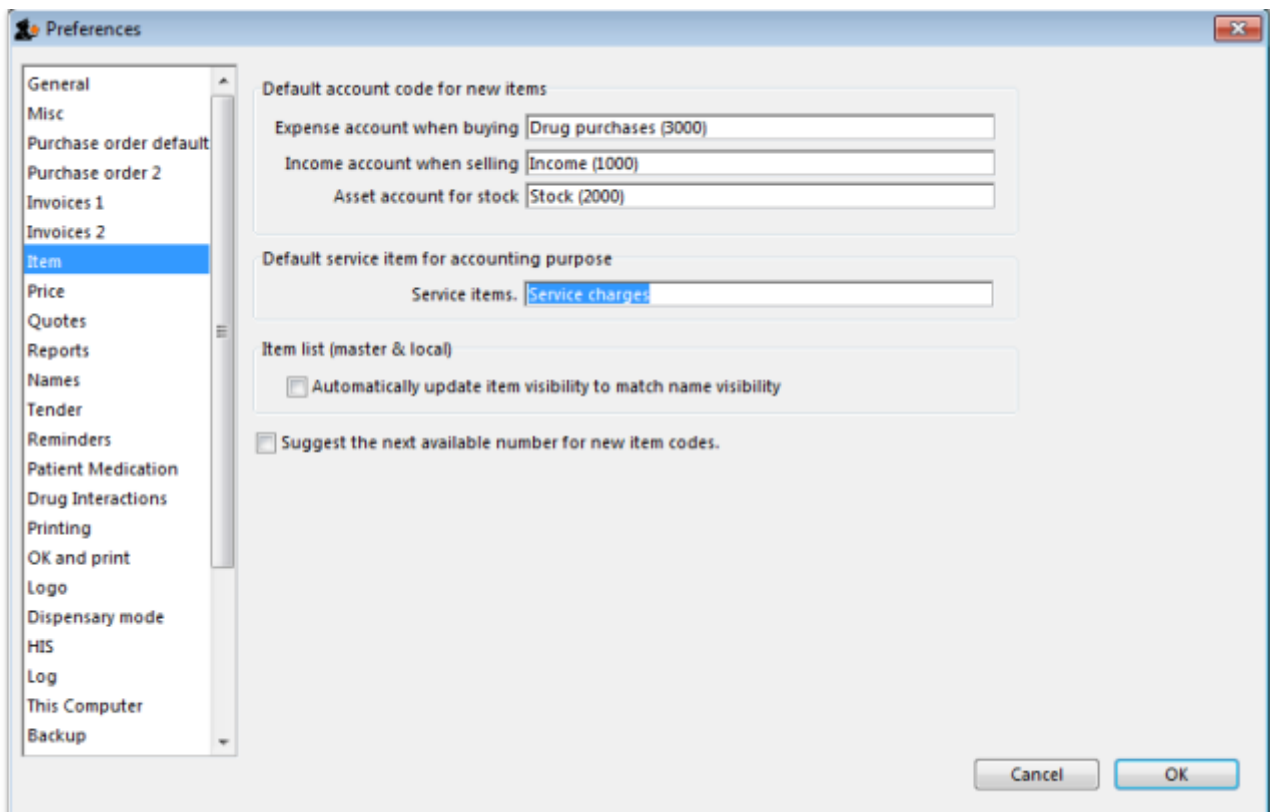 Preferences
General
Misc
Purchase order default
Purchase order 2
Invoices 1
Invoices 2
Item
Price
Quotes
Reports
Names
Tender
Reminders
Patient Medication
Drug Interactions
Printing
OK and print
Logo
Dispensary mode
HIS
Log
This Computer
Backup
Default account code for new items
Expense account when buying Drug purchases (3000)
Income account when selling Income (1000)
Asset account for stock Stock (2000)
Default service item for accounting purpose
Service items. Service charges
Item list (master & local)
Automatically update item visibility to match name visibility
Suggest the next available number for new item codes.
Cancel OK